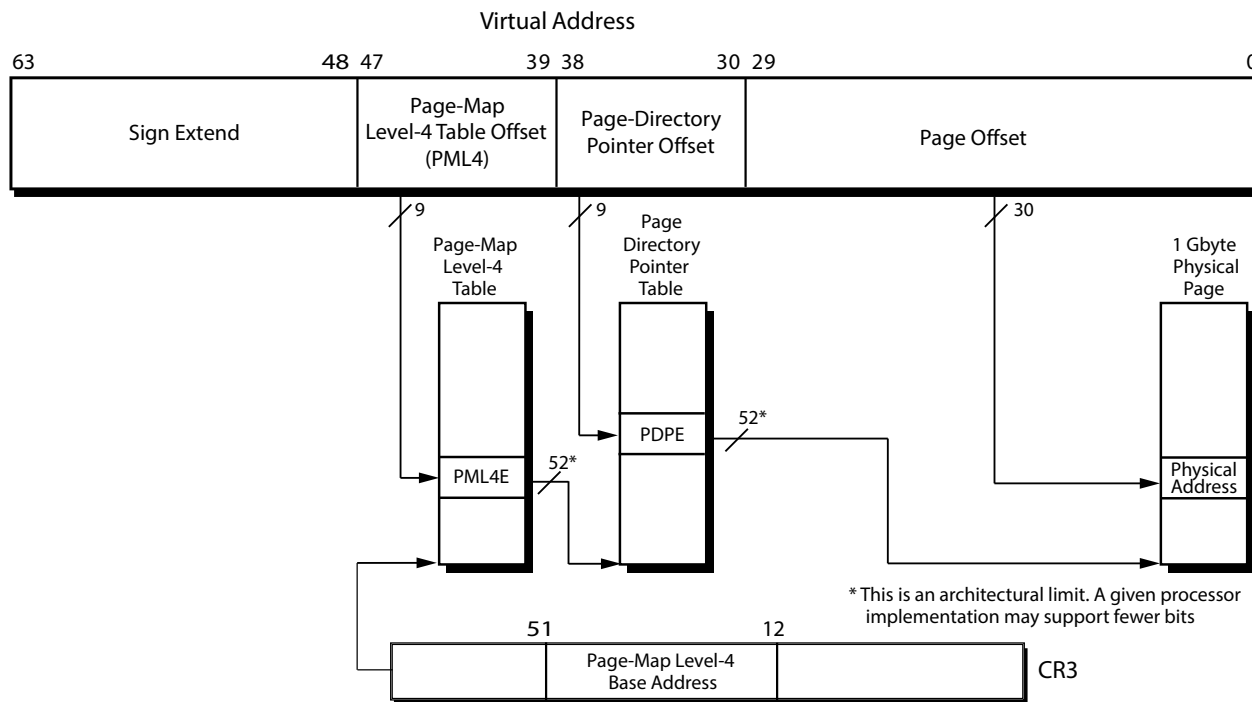 Virtual Address
63 48 47 39 38 30 29 0
Sign Extend
Page-Map
Level-4 Table Offset
(PML4)
Page-Directory
Pointer Offset
Page Offset
9
9
30
Page-Map
Level-4
Table
Page
Directory
Pointer
Table
1 Gbyte
Physical
Page
PML4E
52*
PDPE
52*
Physical
Address
* This is an architectural limit. A given processor
implementation may support fewer bits
51 12
Page-Map Level-4
Base Address
CR3